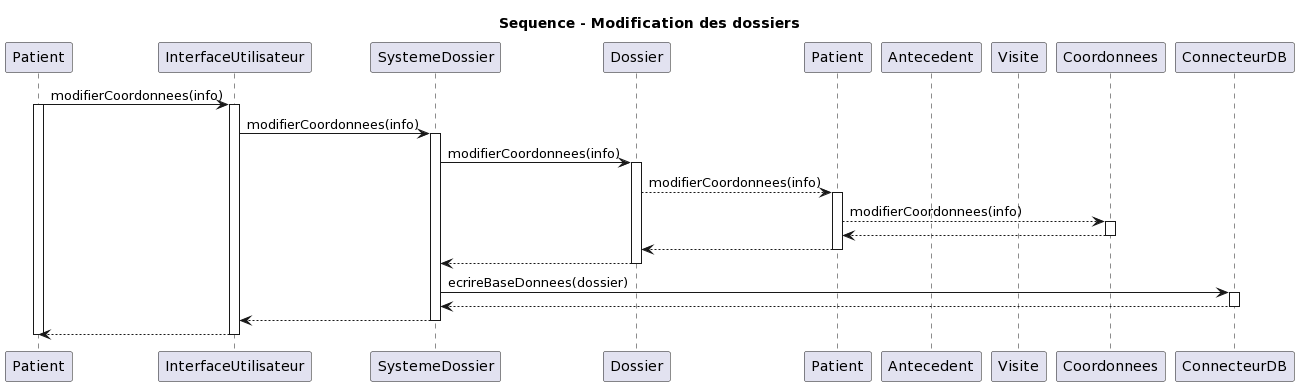 Sequence - Modification des dossiers
Patient InterfaceUtilisateur SystemeDossier Dossier Patient Antecedent Visite Coordonnees ConnecteurDB
modifierCoordonnees(info)
modifierCoordonnees(info)
modifierCoordonnees(info)
modifierCoordonnees(info)
modifierCoordonnees(info)
ecrireBaseDonnees(dossier)
Patient InterfaceUtilisateur SystemeDossier Dossier Patient Antecedent Visite Coordonnees ConnecteurDB